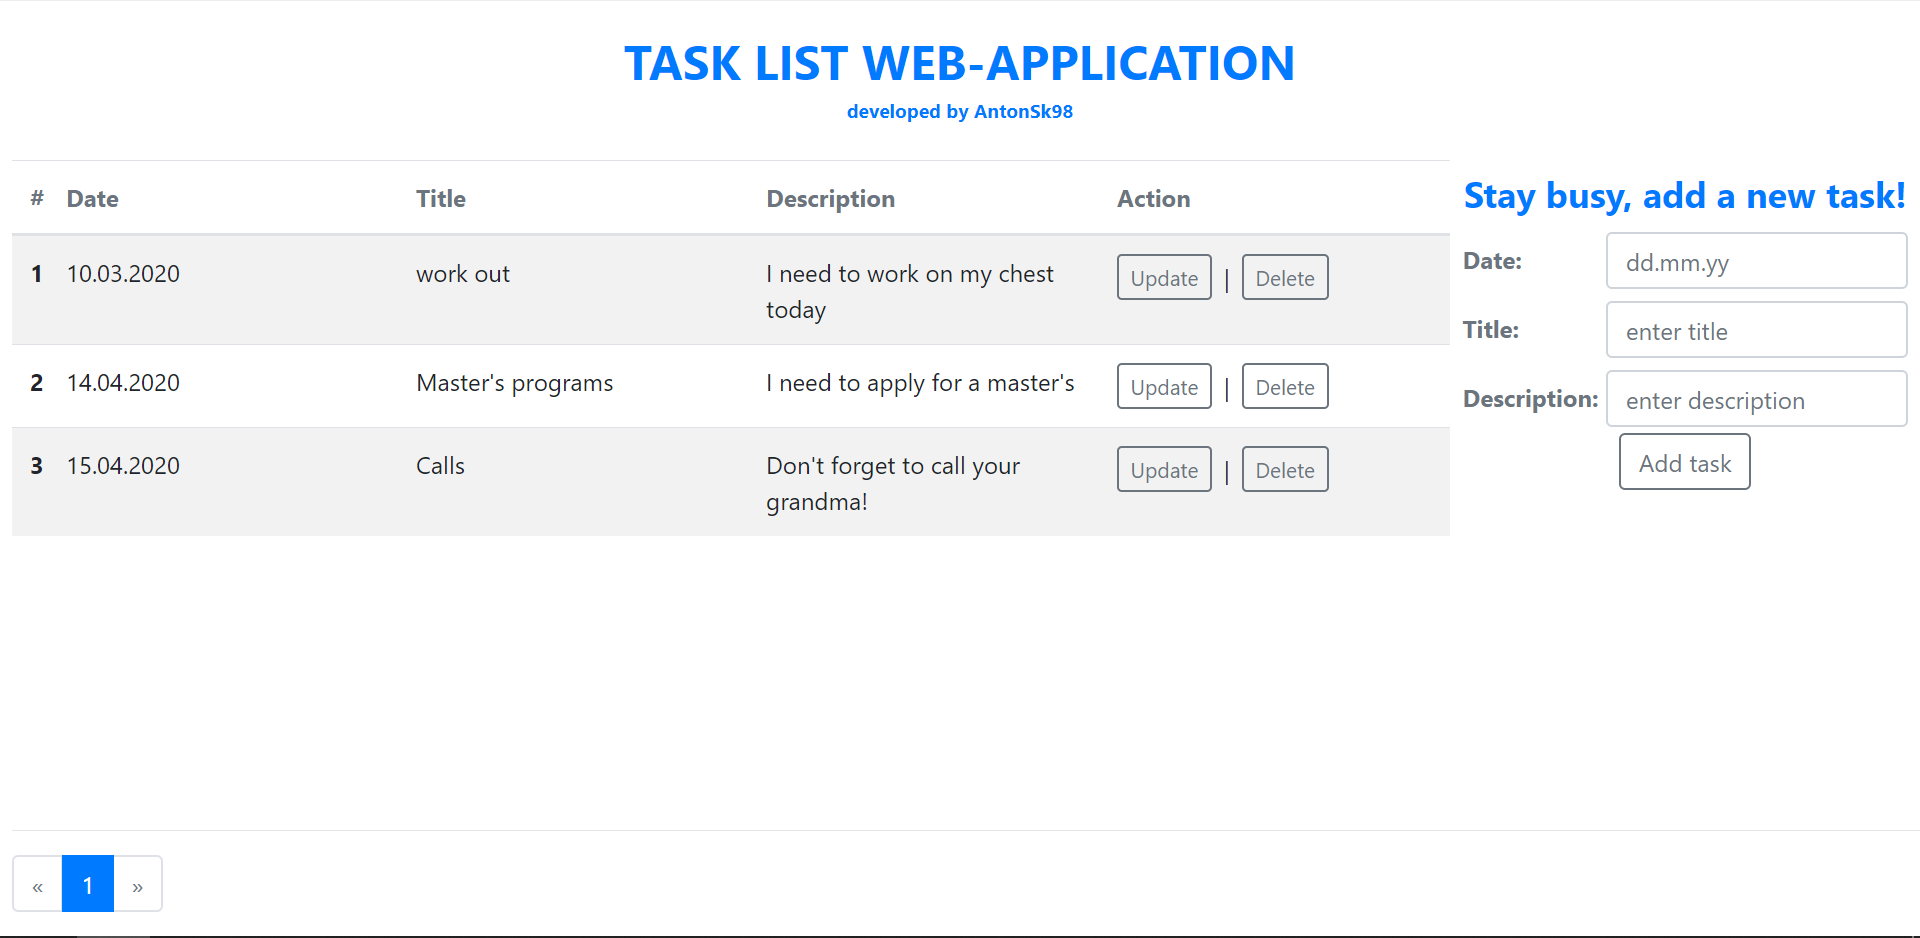 TASK LIST WEB-APPLICATION
developed by AntonSk98
# Date Title Description Action
1 10.03.2020 work out I need to work on my chest Update | Delete
today
2 14.04.2020 Master's programs I need to apply for a master's Update | Delete
3 15.04.2020 Calls Don't forget to call your Update | Delete
grandma!
Stay busy, add a new task!
Date: dd.mm.yy
Title: enter title
Description: enter description
Add task
« 1 »